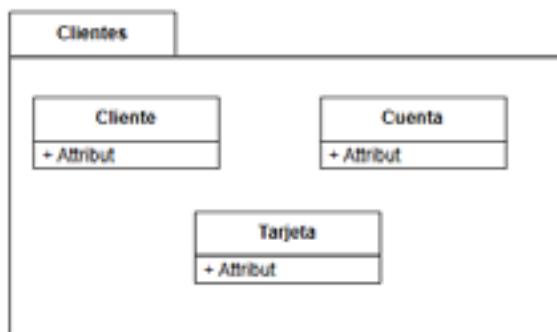 Clientes
Cliente
+ Attribut
Cuenta
+ Attribut
Tarjeta
+ Attribut